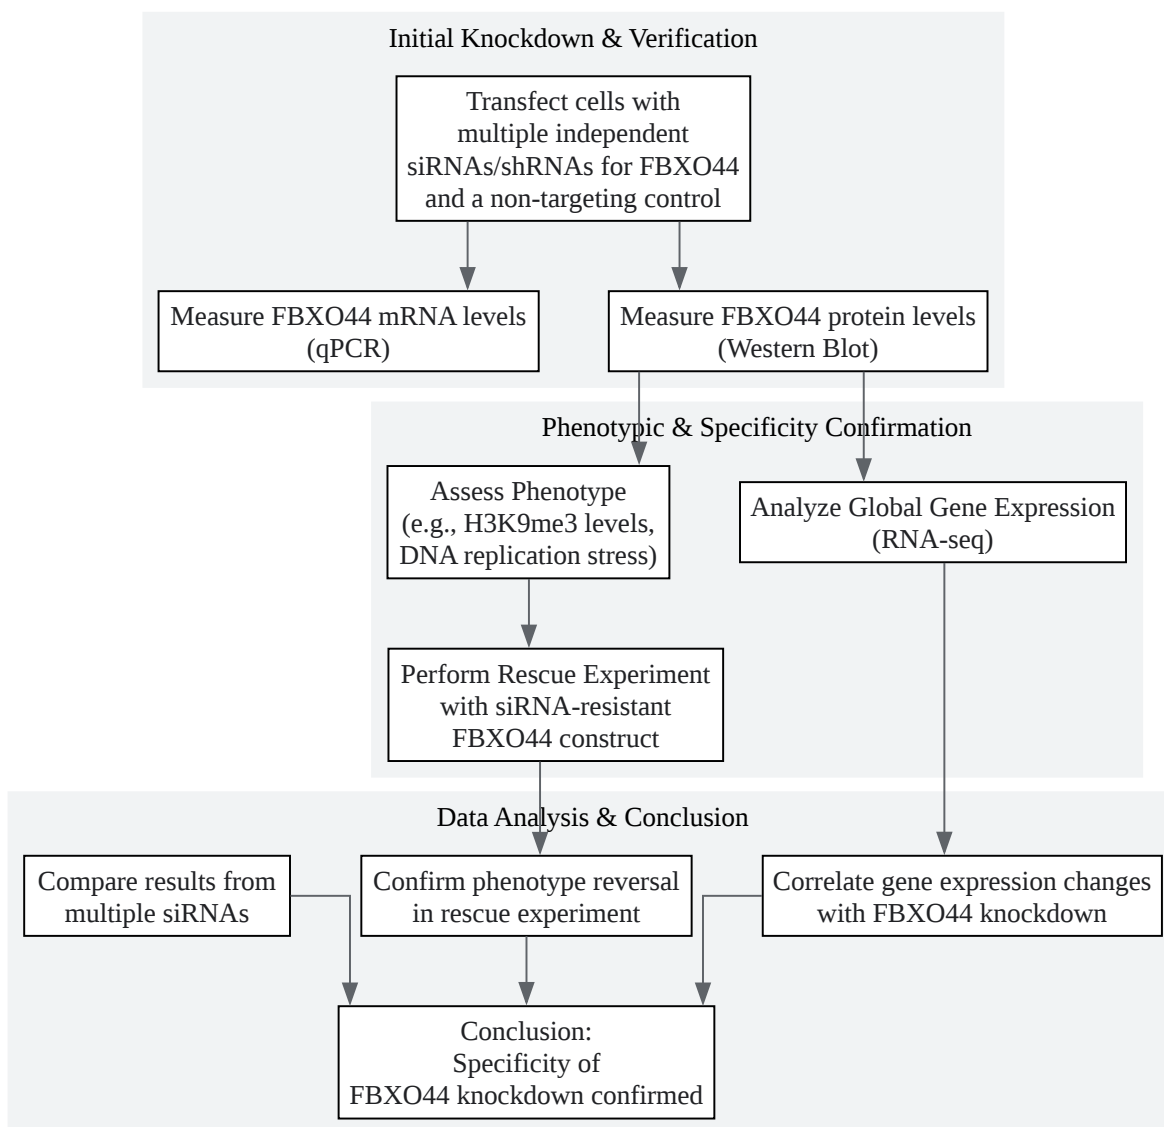 Initial Knockdown & Verification
Transfect cells with
multiple independent
siRNAs/shRNAs for FBXO44
and a non-targeting control
Measure FBXO44 mRNA levels
(qPCR)
Measure FBXO44 protein levels
(Western Blot)
Phenotypic & Specificity Confirmation
Assess Phenotype
(e.g., H3K9me3 levels,
DNA replication stress)
Analyze Global Gene Expression
(RNA-seq)
Perform Rescue Experiment
with siRNA-resistant
FBXO44 construct
Data Analysis & Conclusion
Compare results from
multiple siRNAs
Confirm phenotype reversal
in rescue experiment
Correlate gene expression changes
with FBXO44 knockdown
Conclusion:
Specificity of
FBXO44 knockdown confirmed